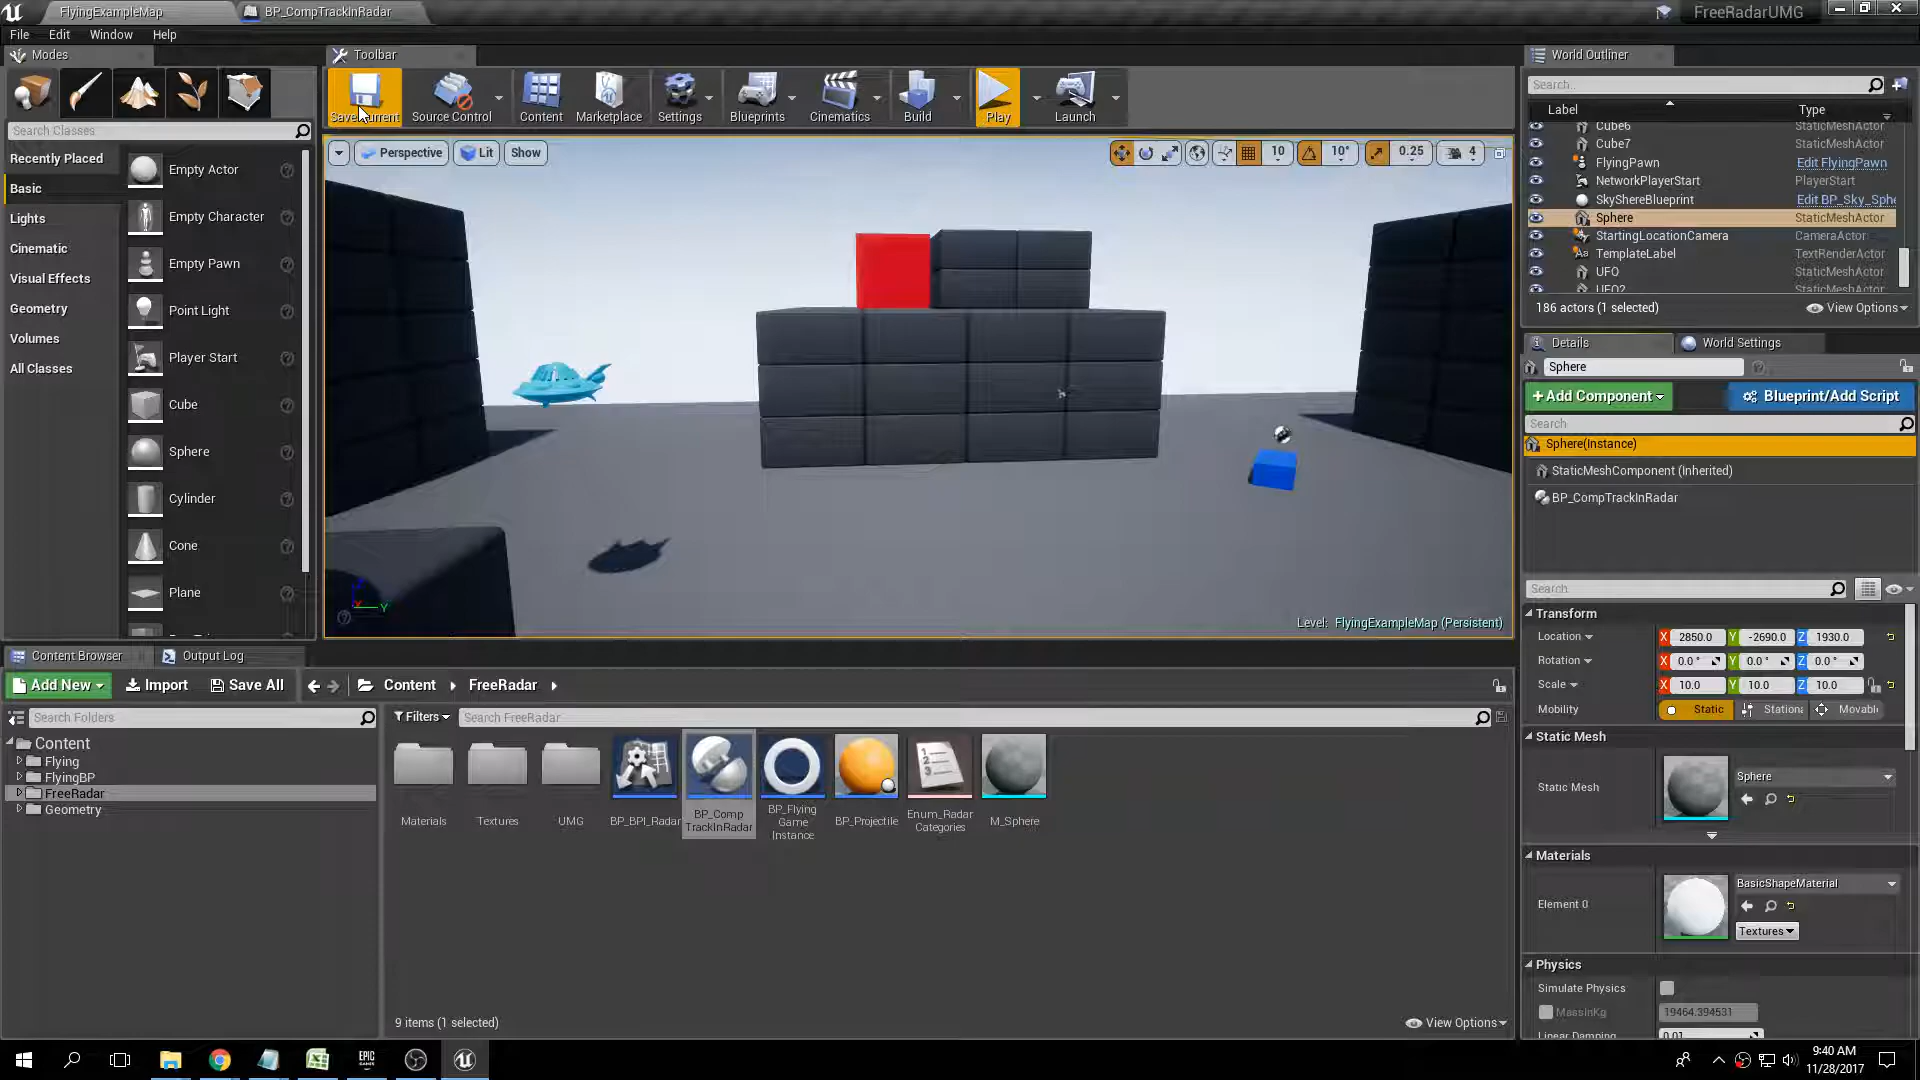 FlyingExampleMap
BP_CompTrackInRadar
FreeRadarUMG
File Edit Window Help
Modes
Toolbar
World Outliner
Save Current
Source Control
Content
Marketplace
Settings
Blueprints
Cinematics
Build
Play
Launch
Search Classes
Recently Placed
Basic
Lights
Cinematic
Visual Effects
Geometry
Volumes
All Classes
Empty Actor
Empty Character
Empty Pawn
Point Light
Player Start
Cube
Sphere
Cylinder
Cone
Plane
Perspective
Lit
Show
10
10°
0.25
4
Level: FlyingExampleMap (Persistent)
Search..
Label Type
Cube6 StaticMeshActor
Cube7 StaticMeshActor
FlyingPawn Edit FlyingPawn
NetworkPlayerStart PlayerStart
SkyShereBlueprint Edit BP_Sky_Sphe
Sphere StaticMeshActor
StartingLocationCamera CameraActor
TemplateLabel TextRenderActor
UFO StaticMeshActor
UFO2 StaticMeshActor
186 actors (1 selected)
View Options
Details
World Settings
Sphere
+Add Component
Blueprint/Add Script
Search
Sphere(Instance)
StaticMeshComponent (Inherited)
BP_CompTrackInRadar
Search
Transform
Location X 2850.0 Y -2690.0 Z 1930.0
Rotation X 0.0° Y 0.0° Z 0.0°
Scale X 10.0 Y 10.0 Z 10.0
Mobility Static Stationa Movabl
Static Mesh
Static Mesh Sphere
Materials
Element 0 BasicShapeMaterial
Textures
Physics
Simulate Physics
MassInKg 19464.394531
Linear Damping 0.01
Content Browser
Output Log
Add New
Import
Save All
Content
FreeRadar
Search Folders
Filters
Search FreeRadar
Content
Flying
FlyingBP
FreeRadar
Geometry
Materials
Textures
UMG
BP_BPI_Radar
BP_Comp
TrackInRadar
BP_Flying
Game
Instance
BP_Projectile
Enum_Radar
Categories
M_Sphere
9 items (1 selected)
View Options
EPIC
GAMES
9:40 AM
11/28/2017